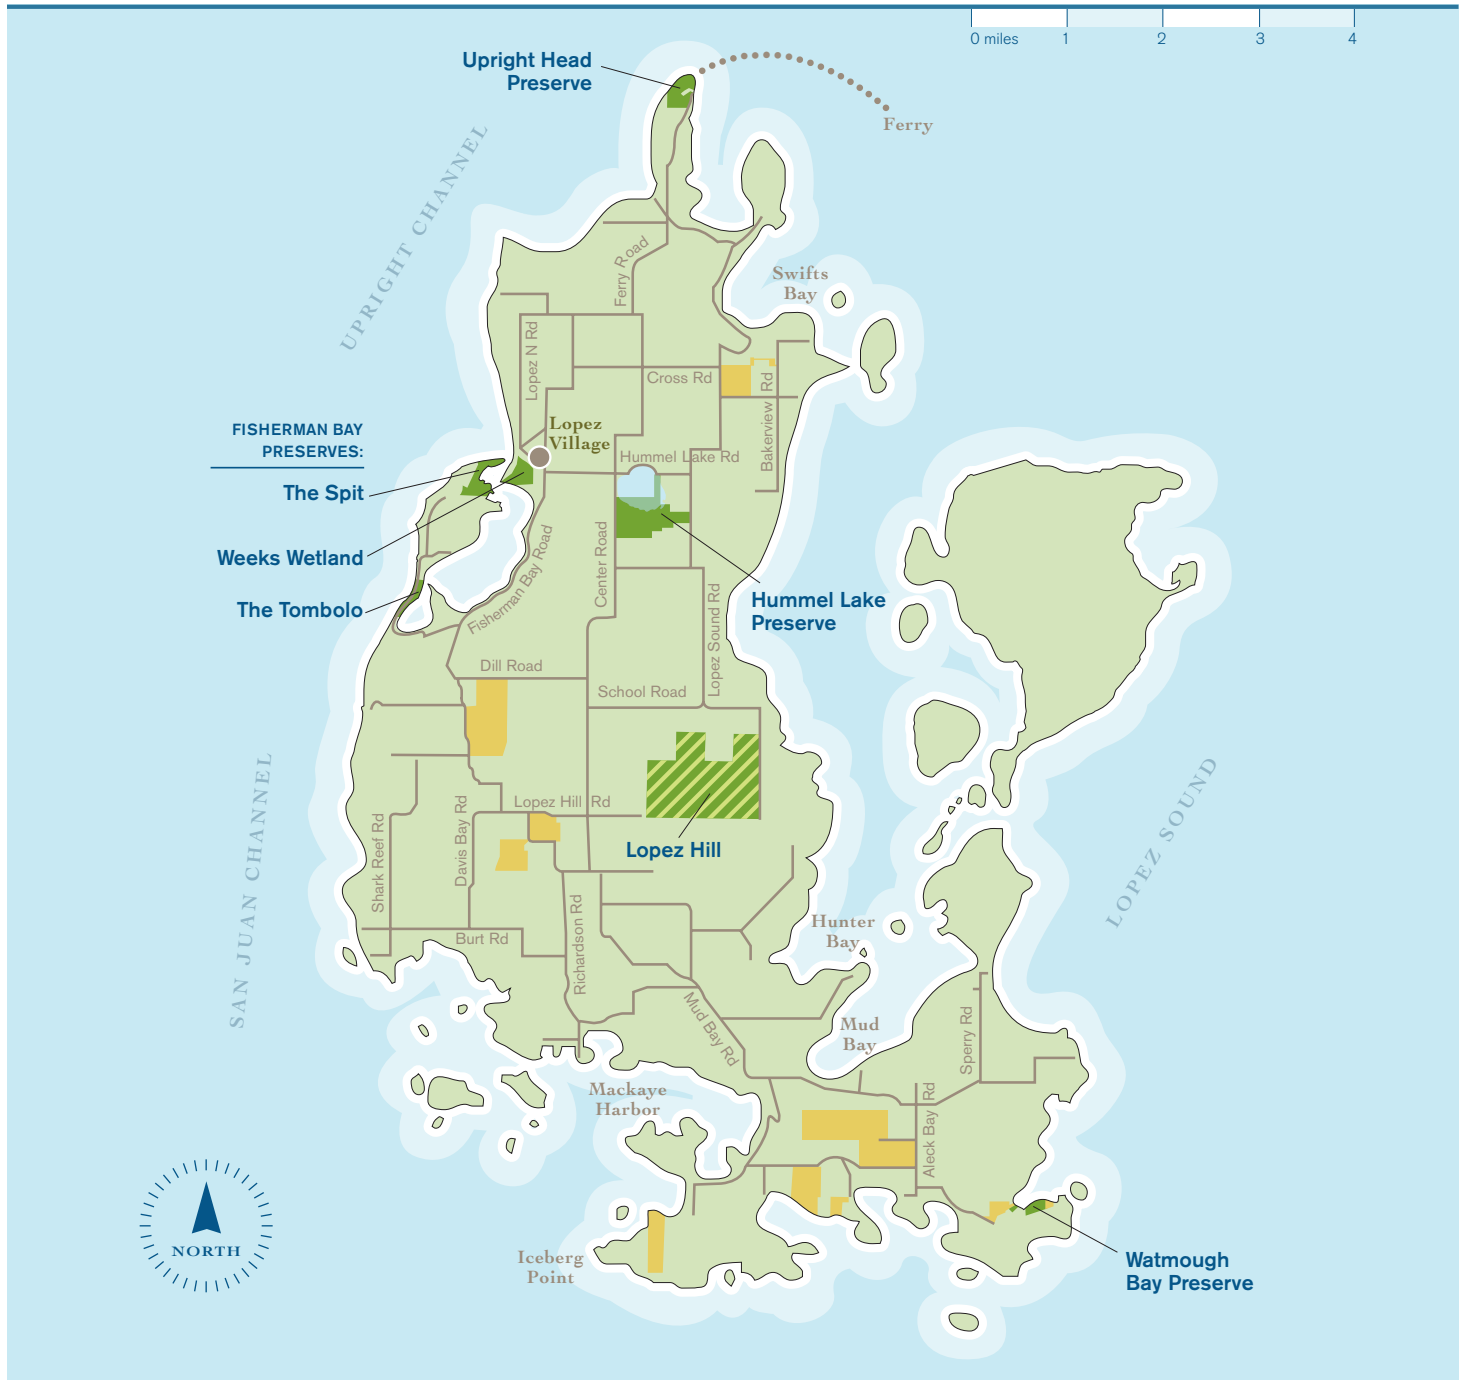 0 miles 1 2 3 4
Upright Head
Preserve
Ferry
UPRIGHT CHANNEL
Swifts
Bay
Ferry Road
Lopez N Rd
Cross Rd
Bakerview Rd
FISHERMAN BAY
PRESERVES:
Lopez
Village
Hummel Lake Rd
The Spit
Weeks Wetland
The Tombolo
Fisherman Bay Road
Center Road
Hummel Lake
Preserve
Lopez Sound Rd
Dill Road
School Road
SAN JUAN CHANNEL
LOPEZ SOUND
Lopez Hill Rd
Lopez Hill
Shark Reef Rd
Davis Bay Rd
Burt Rd
Richardson Rd
Hunter
Bay
Mud Bay Rd
Mud
Bay
Sperry Rd
Mackaye
Harbor
Aleck Bay Rd
NORTH
Iceberg
Point
Watmough
Bay Preserve